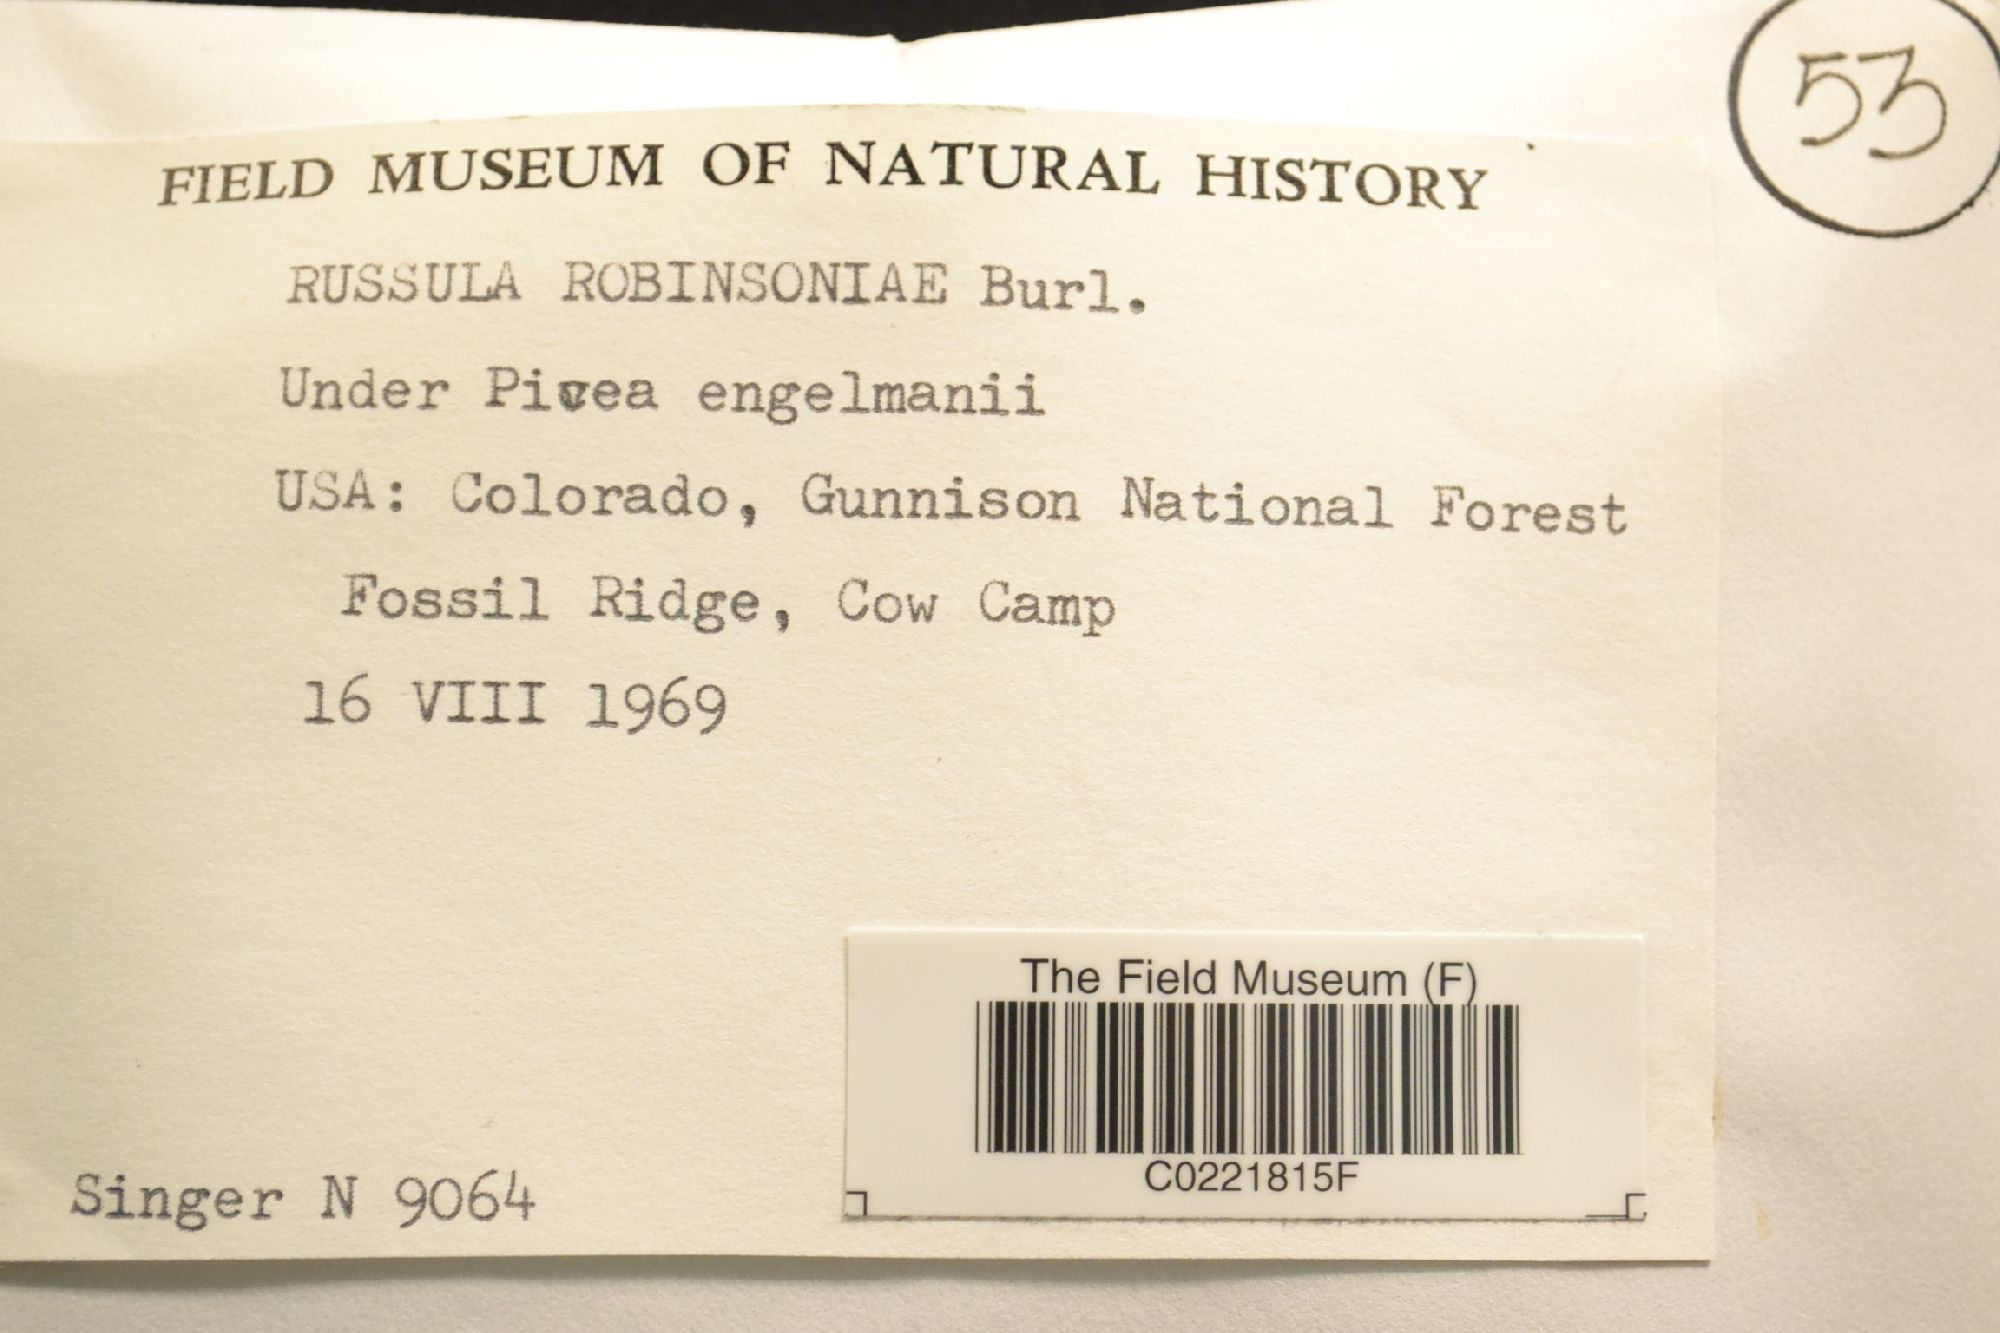 53
FIELD MUSEUM OF NATURAL HISTORY
RUSSULA ROBINSONIAE Burl.
Under Picea engelmanii
USA: Colorado, Gunnison National Forest
Fossil Ridge, Cow Camp
16 VIII 1969
The Field Museum (F)
C0221815F
Singer N 9064